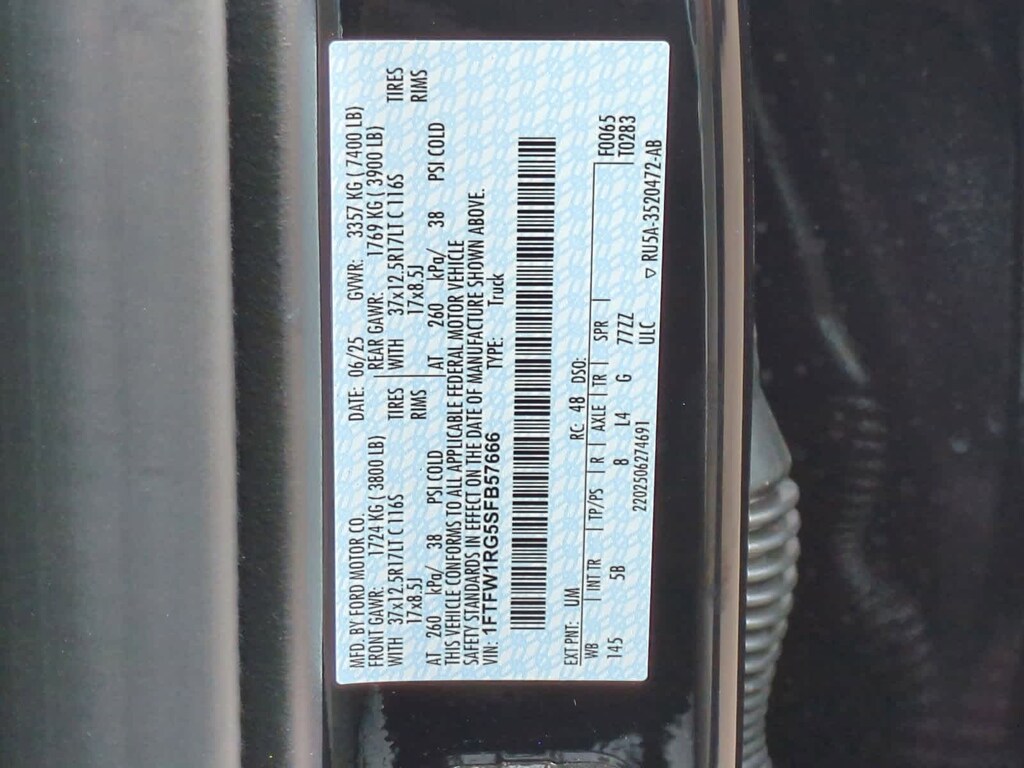 MFD. BY FORD MOTOR CO. DATE: 06/25 GVWR: 3357 KG ( 7400 LB)
FRONT GAWR: 1724 KG ( 3800 LB) REAR GAWR: 1769 KG ( 3900 LB)
WITH 37x12.5R17LT C 116S TIRES WITH 37x12.5R17LT C 116S TIRES
17x8.5J RIMS 17x8.5J RIMS
AT 260 kPa/ 38 PSI COLD AT 260 kPa/ 38 PSI COLD
THIS VEHICLE CONFORMS TO ALL APPLICABLE FEDERAL MOTOR VEHICLE
SAFETY STANDARDS IN EFFECT ON THE DATE OF MANUFACTURE SHOWN ABOVE.
VIN: 1FTFW1RG5SFB57666 TYPE: Truck
EXT PNT: UM RC: 48 DSO: F0065
WB INT TR TP/PS R AXLE TR SPR T0283
145 5B 8 L4 G 77ZZ
2202506274691 ULC ▽ RU5A-3520472-AB